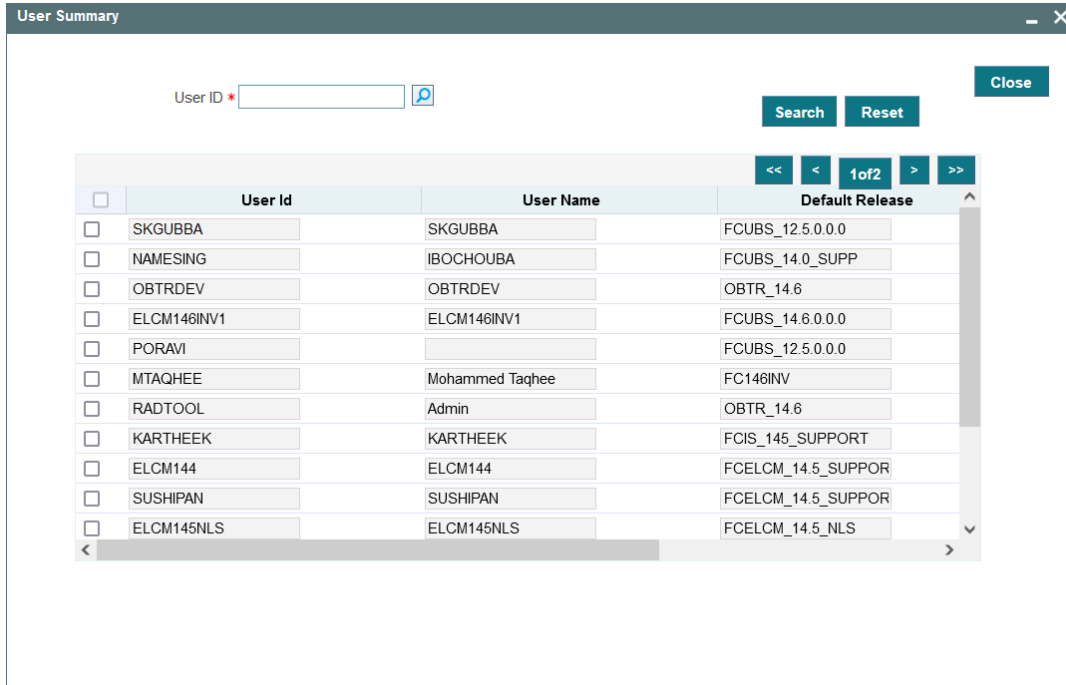 User Summary
Close
User ID *
Search Reset
<< < 1of2 > >>
User Id User Name Default Release
SKGUBBA SKGUBBA FCUBS_12.5.0.0.0
NAMESING IBOCHOUBA FCUBS_14.0_SUPP
OBTRDEV OBTRDEV OBTR_14.6
ELCM146INV1 ELCM146INV1 FCUBS_14.6.0.0.0
PORAVI FCUBS_12.5.0.0.0
MTAQHEE Mohammed Taqhee FC146INV
RADTOOL Admin OBTR_14.6
KARTHEEK KARTHEEK FCIS_145_SUPPORT
ELCM144 ELCM144 FCELCM_14.5_SUPPOR
SUSHIPAN SUSHIPAN FCELCM_14.5_SUPPOR
ELCM145NLS ELCM145NLS FCELCM_14.5_NLS